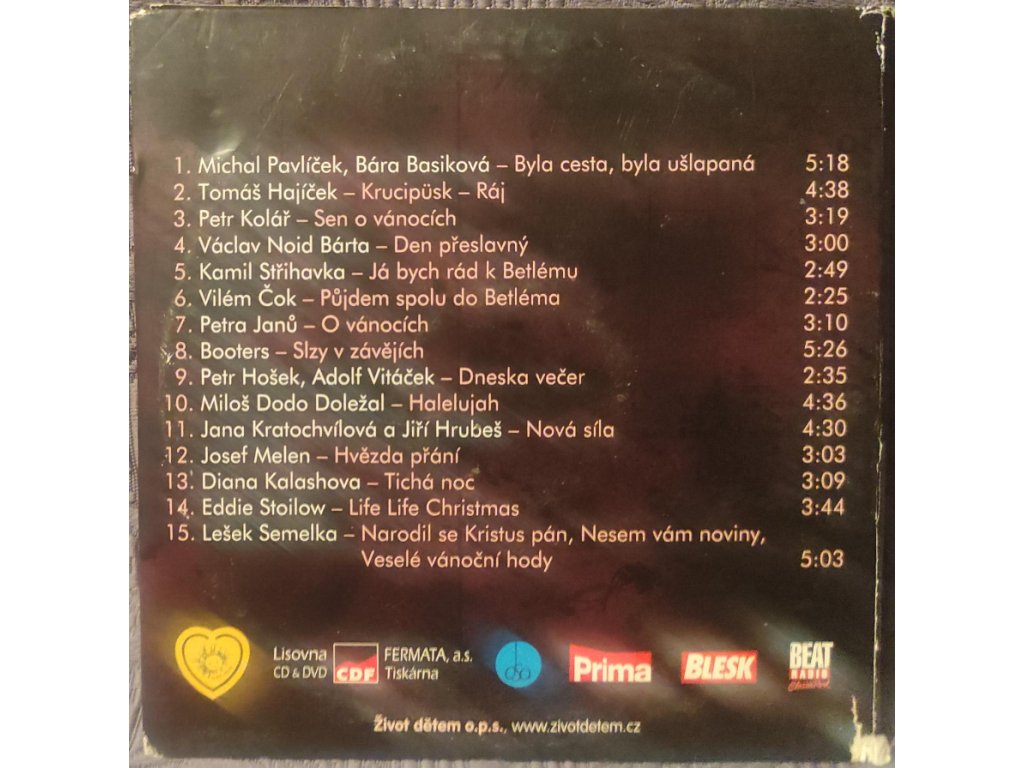 1. Michal Pavlíček, Bára Basiková – Byla cesta, byla ušlapaná 5:18
2. Tomáš Hajíček – Krucipüsk – Ráj 4:38
3. Petr Kolář – Sen o vánocích 3:19
4. Václav Noid Bárta – Den přeslavný 3:00
5. Kamil Střihavka – Já bych rád k Betlému 2:49
6. Vilém Čok – Půjdem spolu do Betléma 2:25
7. Petra Janů – O vánocích 3:10
8. Booters – Slzy v závějích 5:26
9. Petr Hošek, Adolf Vitáček – Dneska večer 2:35
10. Miloš Dodo Doležal – Halelujah 4:36
11. Jana Kratochvílová a Jiří Hrubeš – Nová síla 4:30
12. Josef Melen – Hvězda přání 3:03
13. Diana Kalashova – Tichá noc 3:09
14. Eddie Stoilow – Life Life Christmas 3:44
15. Lešek Semelka – Narodil se Kristus pán, Nesem vám noviny,
Veselé vánoční hody 5:03
Lisovna
CD & DVD
CDF
FERMATA, a.s.
Tiskárna
Prima
BLESK
BEAT
RADIO
Život dětem o.p.s., www.zivotdetem.cz